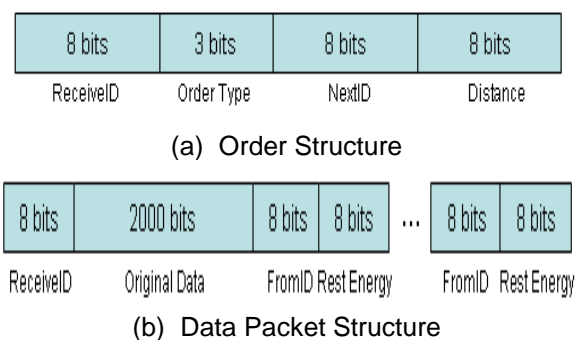 8 bits 3 bits 8 bits 8 bits
ReceiveID Order Type NextID Distance
(a) Order Structure
8 bits 2000 bits 8 bits 8 bits ... 8 bits 8 bits
ReceiveID Original Data FromID Rest Energy FromID Rest Energy
(b) Data Packet Structure